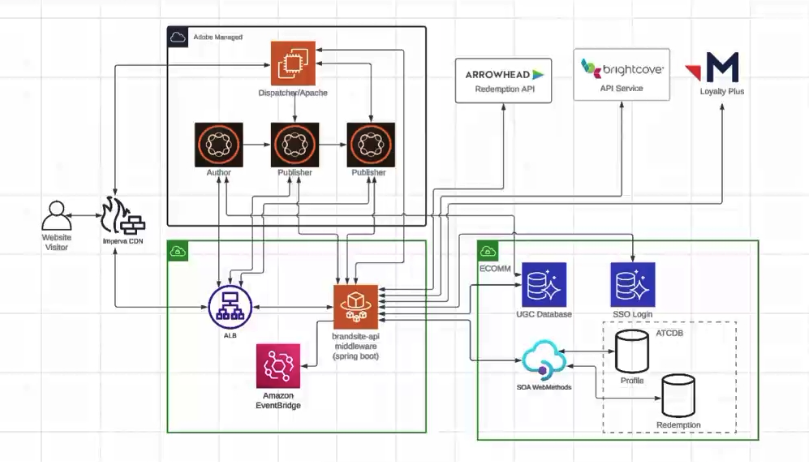 Adobe Managed
Dispatcher/Apache
Author
Publisher
Publisher
ARROWHEAD
Redemption API
brightcove
API Service
M
Loyalty Plus
Website
Visitor
Imperva CDN
ALB
brandsite-api
middleware
(spring boot)
Amazon
EventBridge
ECOMM
UGC Database
SSO Login
ATCDB
SOA WebMethods
Profile
Redemption